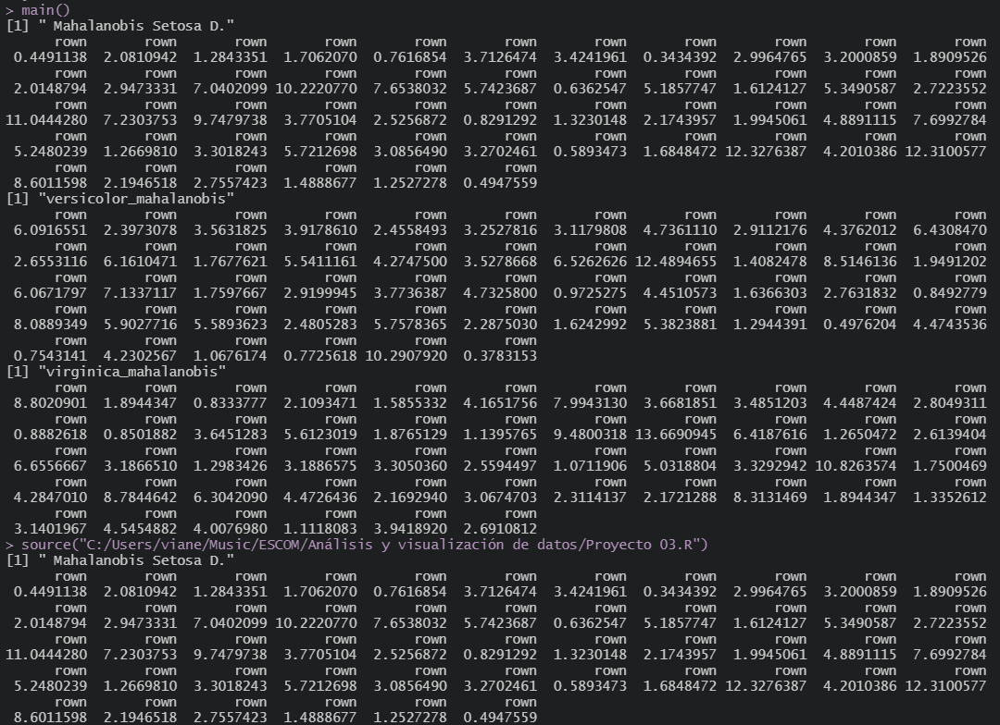 > main()
[1] " Mahalanobis Setosa D."
rown rown rown rown rown rown rown rown rown rown rown
0.4491138 2.0810942 1.2843351 1.7062070 0.7616854 3.7126474 3.4241961 0.3434392 2.9964765 3.2000859 1.8909526
rown rown rown rown rown rown rown rown rown rown rown
2.0148794 2.9473331 7.0402099 10.2220770 7.6538032 5.7423687 0.6362547 5.1857747 1.6124127 5.3490587 2.7223552
rown rown rown rown rown rown rown rown rown rown rown
11.0444280 7.2303753 9.7479738 3.7705104 2.5256872 0.8291292 1.3230148 2.1743957 1.9945061 4.8891115 7.6992784
rown rown rown rown rown rown rown rown rown rown rown
5.2480239 1.2669810 3.3018243 5.7212698 3.0856490 3.2702461 0.5893473 1.6848472 12.3276387 4.2010386 12.3100577
rown rown rown rown rown rown
8.6011598 2.1946518 2.7557423 1.4888677 1.2527278 0.4947559
[1] "versicolor_mahalanobis"
rown rown rown rown rown rown rown rown rown rown rown
6.0916551 2.3973078 3.5631825 3.9178610 2.4558493 3.2527816 3.1179808 4.7361110 2.9112176 4.3762012 6.4308470
rown rown rown rown rown rown rown rown rown rown rown
2.6553116 6.1610471 1.7677621 5.5411161 4.2747500 3.5278668 6.5262626 12.4894655 1.4082478 8.5146136 1.9491202
rown rown rown rown rown rown rown rown rown rown rown
6.0671797 7.1337117 1.7597667 2.9199945 3.7736387 4.7325800 0.9725275 4.4510573 1.6366303 2.7631832 0.8492779
rown rown rown rown rown rown rown rown rown rown rown
8.0889349 5.9027716 5.5893623 2.4805283 5.7578365 2.2875030 1.6242992 5.3823881 1.2944391 0.4976204 4.4743536
rown rown rown rown rown rown
0.7543141 4.2302567 1.0676174 0.7725618 10.2907920 0.3783153
[1] "virginica_mahalanobis"
rown rown rown rown rown rown rown rown rown rown rown
8.8020901 1.8944347 0.8333777 2.1093471 1.5855332 4.1651756 7.9943130 3.6681851 3.4851203 4.4487424 2.8049311
rown rown rown rown rown rown rown rown rown rown rown
0.8882618 0.8501882 3.6451283 5.6123019 1.8765129 1.1395765 9.4800318 13.6690945 6.4187616 1.2650472 2.6139404
rown rown rown rown rown rown rown rown rown rown rown
6.6556667 3.1866510 1.2983426 3.1886575 3.3050360 2.5594497 1.0711906 5.0318804 3.3292942 10.8263574 1.7500469
rown rown rown rown rown rown rown rown rown rown rown
4.2847010 8.7844642 6.3042090 4.4726436 2.1692940 3.0674703 2.3114137 2.1721288 8.3131469 1.8944347 1.3352612
rown rown rown rown rown rown
3.1401967 4.5454882 4.0076980 1.1118083 3.9418920 2.6910812
> source("C:/Users/viane/Music/ESCOM/Análisis y visualización de datos/Proyecto 03.R")
[1] " Mahalanobis Setosa D."
rown rown rown rown rown rown rown rown rown rown rown
0.4491138 2.0810942 1.2843351 1.7062070 0.7616854 3.7126474 3.4241961 0.3434392 2.9964765 3.2000859 1.8909526
rown rown rown rown rown rown rown rown rown rown rown
2.0148794 2.9473331 7.0402099 10.2220770 7.6538032 5.7423687 0.6362547 5.1857747 1.6124127 5.3490587 2.7223552
rown rown rown rown rown rown rown rown rown rown rown
11.0444280 7.2303753 9.7479738 3.7705104 2.5256872 0.8291292 1.3230148 2.1743957 1.9945061 4.8891115 7.6992784
rown rown rown rown rown rown rown rown rown rown rown
5.2480239 1.2669810 3.3018243 5.7212698 3.0856490 3.2702461 0.5893473 1.6848472 12.3276387 4.2010386 12.3100577
rown rown rown rown rown rown
8.6011598 2.1946518 2.7557423 1.4888677 1.2527278 0.4947559